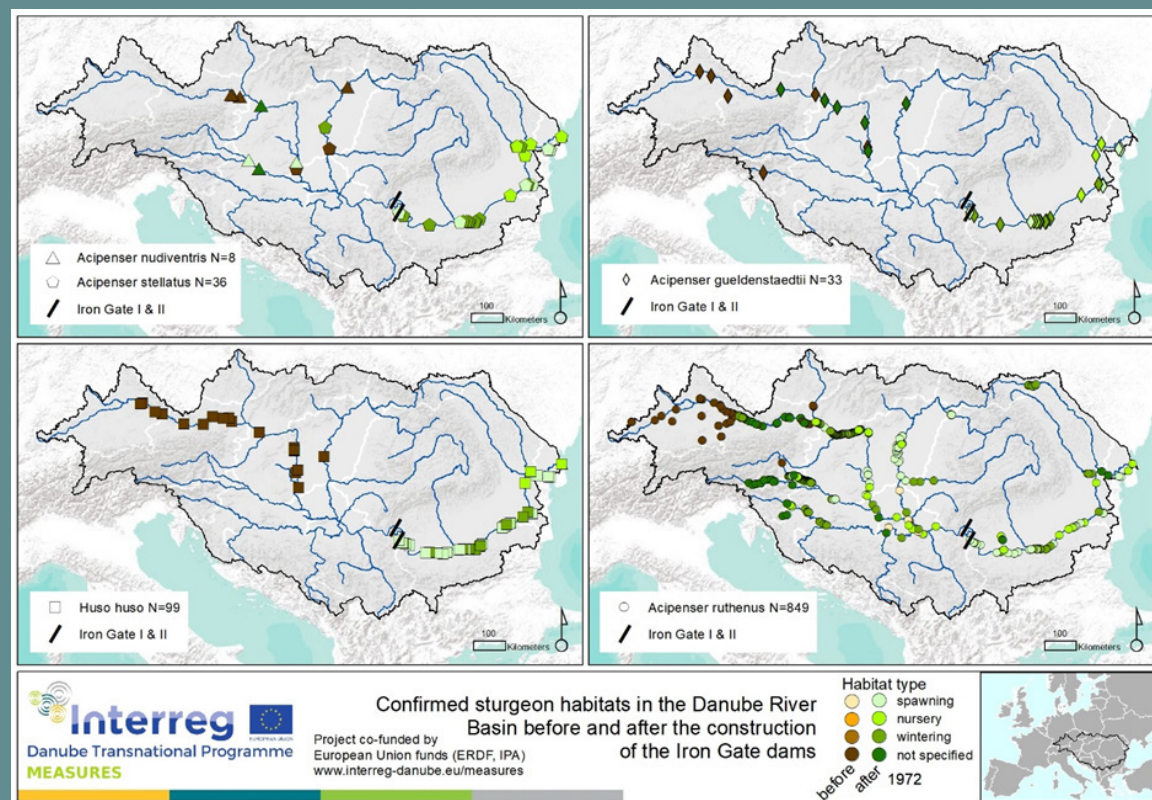 Acipenser nudiventris N=8
Acipenser stellatus N=36
Iron Gate I & II
100
Kilometers
Acipenser gueldenstaedtii N=33
Iron Gate I & II
100
Kilometers
Huso huso N=99
Iron Gate I & II
100
Kilometers
Acipenser ruthenus N=849
Iron Gate I & II
100
Kilometers
Interreg
EUROPEAN UNION
Danube Transnational Programme
MEASURES
Project co-funded by
European Union funds (ERDF, IPA)
www.interreg-danube.eu/measures
Confirmed sturgeon habitats in the Danube River
Basin before and after the construction
of the Iron Gate dams
Habitat type
spawning
nursery
wintering
not specified
before after 1972